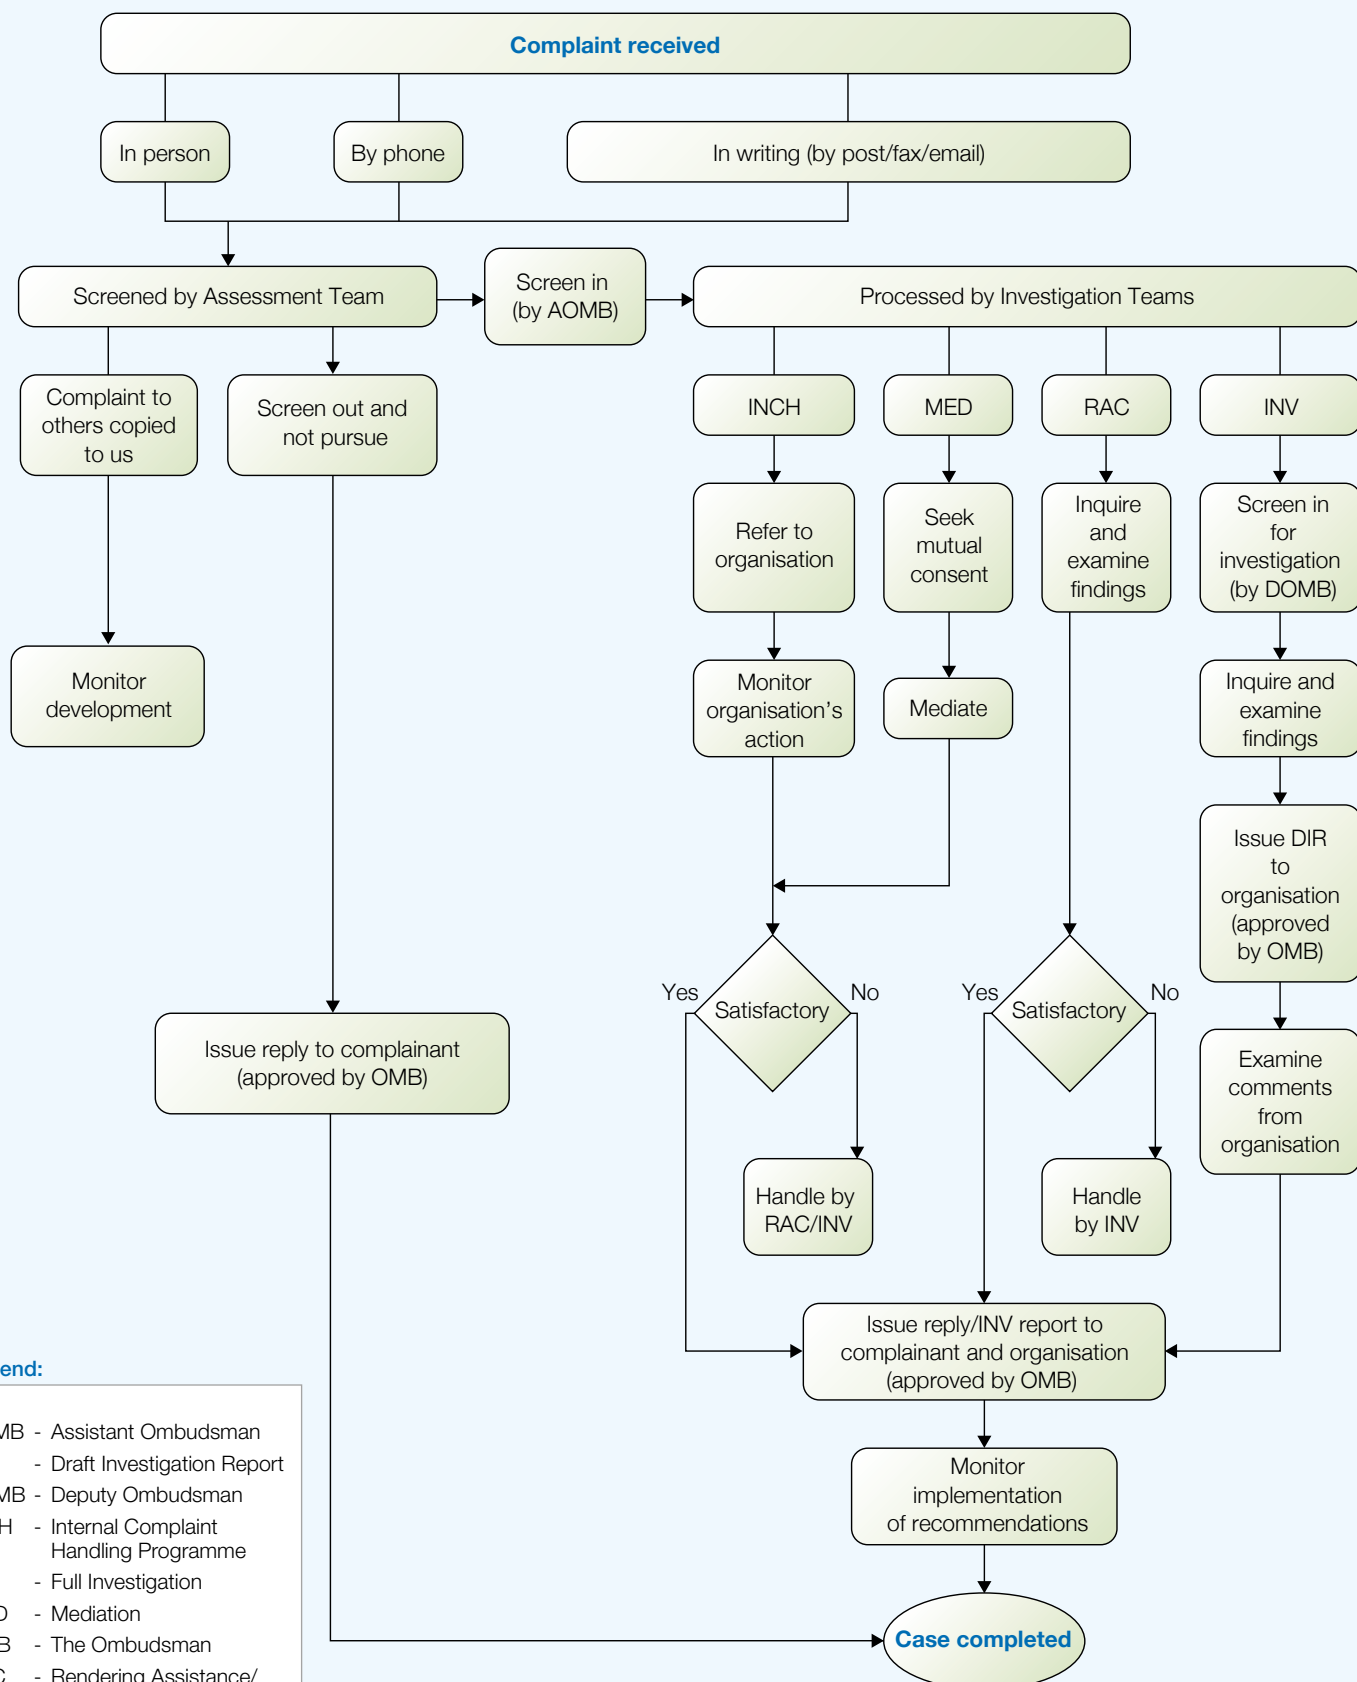 Complaint received
In person
By phone
In writing (by post/fax/email)
Screened by Assessment Team
Screen in
(by AOMB)
Processed by Investigation Teams
Complaint to
others copied
to us
Screen out and
not pursue
INCH
MED
RAC
INV
Refer to
organisation
Seek
mutual
consent
Inquire
and
examine
findings
Screen in
for
investigation
(by DOMB)
Monitor
development
Monitor
organisation's
action
Mediate
Inquire and
examine
findings
Issue DIR
to
organisation
(approved
by OMB)
Yes
Satisfactory
No
Yes
Satisfactory
No
Issue reply to complainant
(approved by OMB)
Examine
comments
from
organisation
Handle by
RAC/INV
Handle
by INV
Issue reply/INV report to
complainant and organisation
(approved by OMB)
Monitor
implementation
of recommendations
Case completed
end:
MB - Assistant Ombudsman
- Draft Investigation Report
MB - Deputy Ombudsman
H - Internal Complaint
Handling Programme
- Full Investigation
D - Mediation
B - The Ombudsman
C - Rendering Assistance/